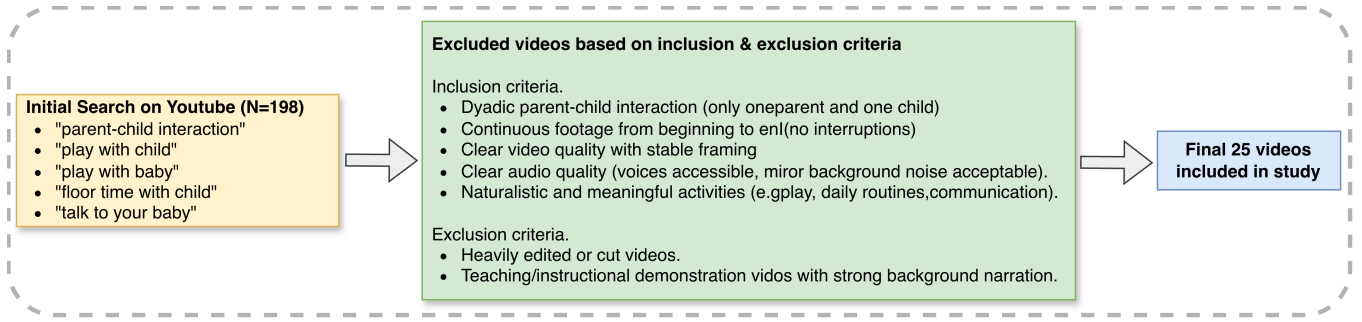 Initial Search on Youtube (N=198)
• "parent-child interaction"
• "play with child"
• "play with baby"
• "floor time with child"
• "talk to your baby"
Excluded videos based on inclusion & exclusion criteria
Inclusion criteria.
• Dyadic parent-child interaction (only oneparent and one child)
• Continuous footage from beginning to enl(no interruptions)
• Clear video quality with stable framing
• Clear audio quality (voices accessible, miror background noise acceptable).
• Naturalistic and meaningful activities (e.gplay, daily routines,communication).
Exclusion criteria.
• Heavily edited or cut videos.
• Teaching/instructional demonstration vidos with strong background narration.
Final 25 videos
included in study